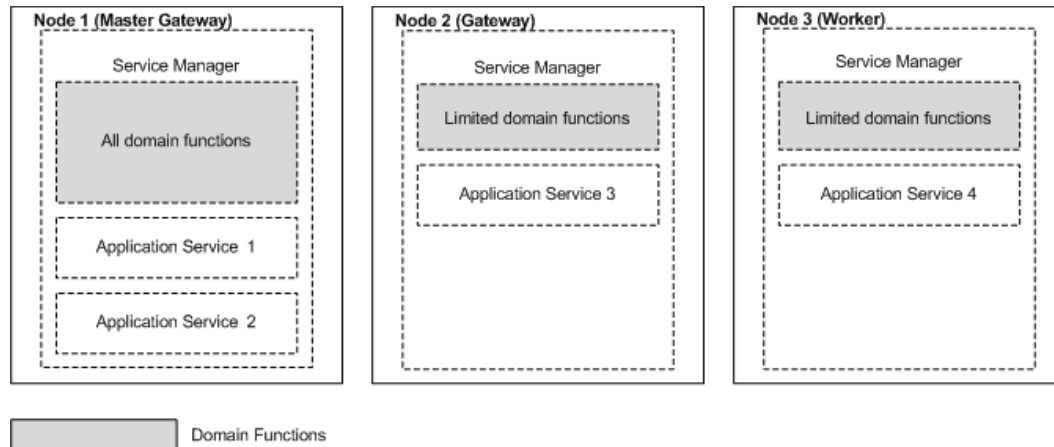 Node 1 (Master Gateway)
Service Manager
All domain functions
Application Service 1
Application Service 2
Node 2 (Gateway)
Service Manager
Limited domain functions
Application Service 3
Node 3 (Worker)
Service Manager
Limited domain functions
Application Service 4
Domain Functions